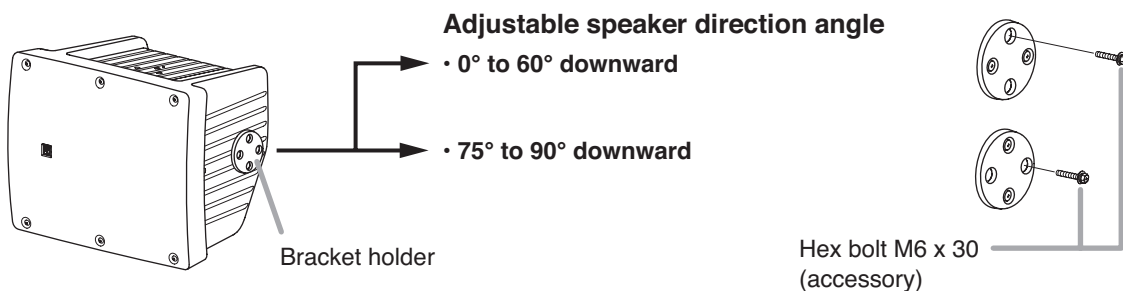 Adjustable speaker direction angle
· 0° to 60° downward
· 75° to 90° downward
Bracket holder
Hex bolt M6 x 30
(accessory)